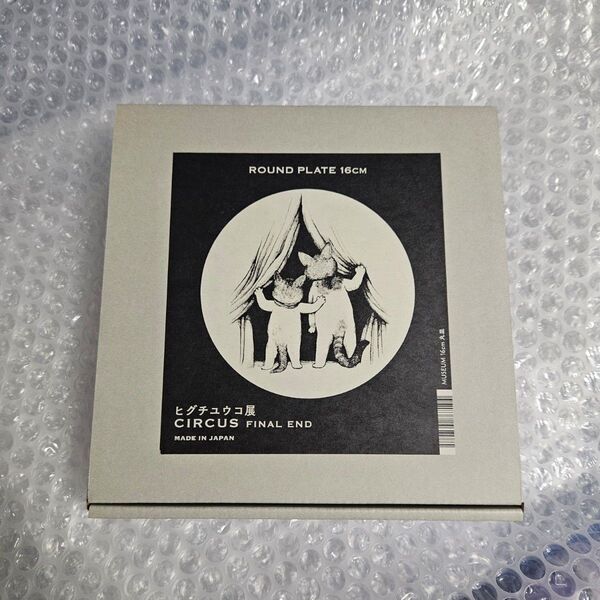 ROUND PLATE 16CM
MUSEUM 16cm 丸皿
ヒグチユウコ展
CIRCUS FINAL END
MADE IN JAPAN